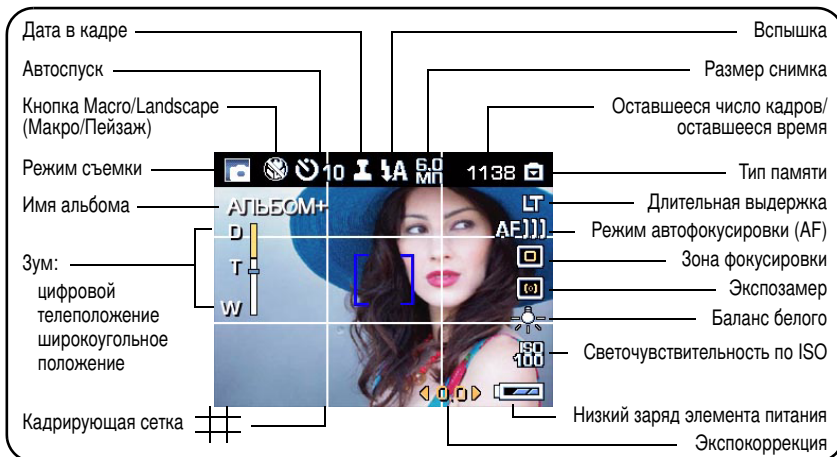 Дата в кадре
Автоспуск
Кнопка Macro/Landscape
(Макро/Пейзаж)
Режим съемки
Имя альбома
Зум:
цифровой
телеположение
широкоугольное
положение
Кадрирующая сетка
10
A
6.0
МП
1138
АЛЬБОМ+
D
T
W
LT
AF
ISO
100
0.0
Вспышка
Размер снимка
Оставшееся число кадров/
оставшееся время
Тип памяти
Длительная выдержка
Режим автофокусировки (AF)
Зона фокусировки
Экспозамер
Баланс белого
Светочувствительность по ISO
Низкий заряд элемента питания
Экспокоррекция